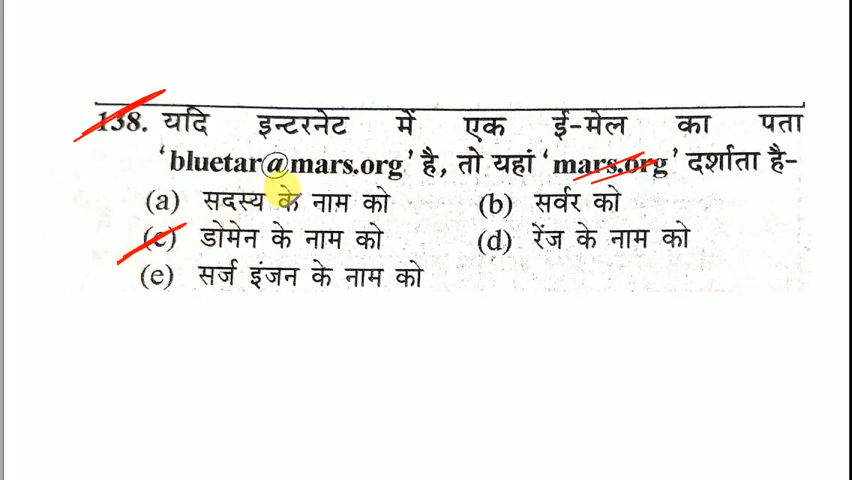 138. यदि इन्टरनेट में एक ई-मेल का पता
'bluetar@mars.org' है, तो यहां 'mars.org' दर्शाता है-
(a) सदस्य के नाम को (b) सर्वर को
(c) डोमेन के नाम को (d) रेंज के नाम को
(e) सर्ज इंजन के नाम को